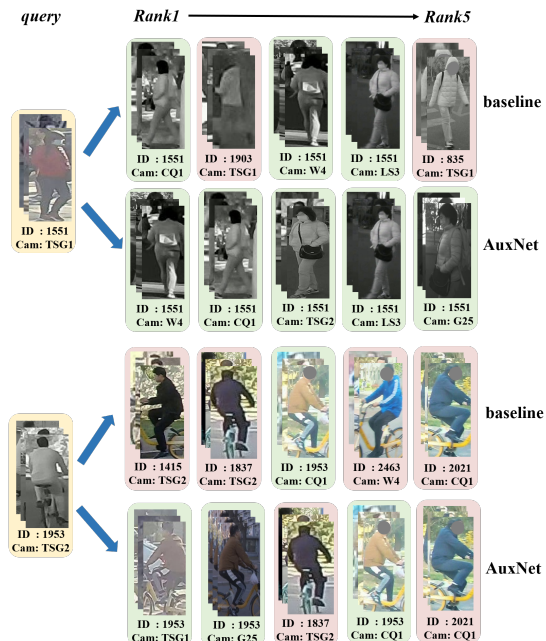 query
Rank1
Rank5
ID : 1551
Cam: CQ1
ID : 1903
Cam: TSG1
ID : 1551
Cam: W4
ID : 1551
Cam: LS3
ID : 835
Cam: TSG1
baseline
ID : 1551
Cam: TSG1
ID : 1551
Cam: W4
ID : 1551
Cam: CQ1
ID : 1551
Cam: TSG2
ID : 1551
Cam: LS3
ID : 1551
Cam: G25
AuxNet
ID : 1415
Cam: TSG2
ID : 1837
Cam: TSG2
ID : 1953
Cam: CQ1
ID : 2463
Cam: W4
ID : 2021
Cam: CQ1
baseline
ID : 1953
Cam: TSG2
ID : 1953
Cam: TSG1
ID : 1953
Cam: G25
ID : 1837
Cam: TSG2
ID : 1953
Cam: CQ1
ID : 2021
Cam: CQ1
AuxNet